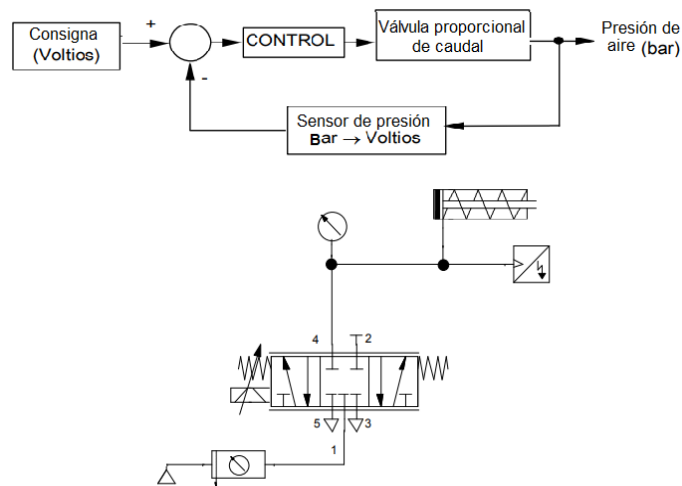 Consigna
(Voltios)
+
-
CONTROL
Válvula proporcional
de caudal
Presión de
aire (bar)
Sensor de presión
Bar → Voltios
4
2
5
3
1